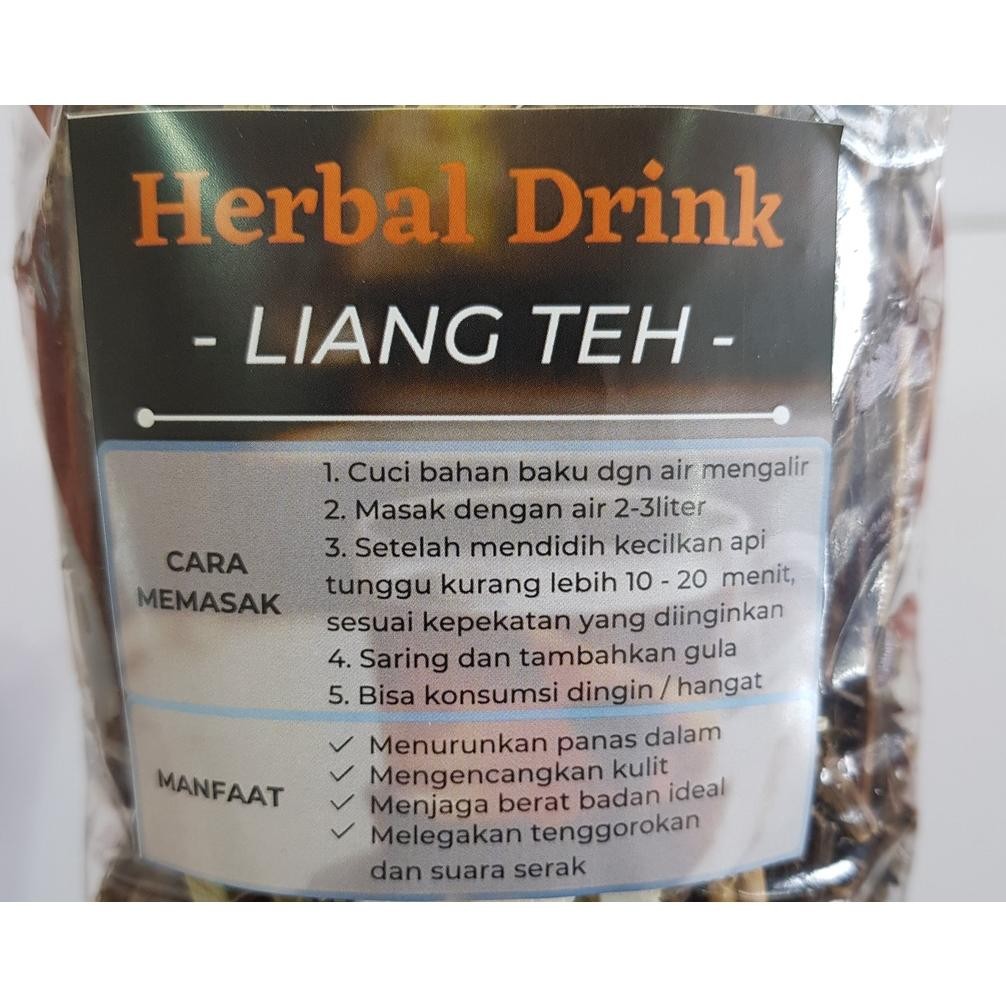 Herbal Drink
- LIANG TEH -
CARA
MEMASAK
1. Cuci bahan baku dgn air mengalir
2. Masak dengan air 2-3liter
3. Setelah mendidih kecilkan api
tunggu kurang lebih 10 - 20 menit,
sesuai kepekatan yang diinginkan
4. Saring dan tambahkan gula
5. Bisa konsumsi dingin / hangat
MANFAAT
✓ Menurunkan panas dalam
✓ Mengencangkan kulit
✓ Menjaga berat badan ideal
✓ Melegakan tenggorokan
dan suara serak